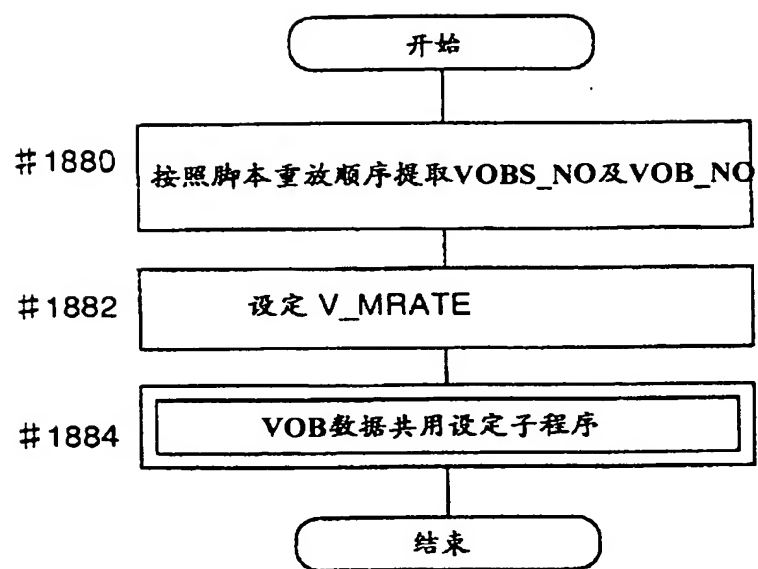 开始
#1880
按照脚本重放顺序提取VOBS_NO及VOB_NO
#1882
设定 V_MRATE
#1884
VOB数据共用设定子程序
结束